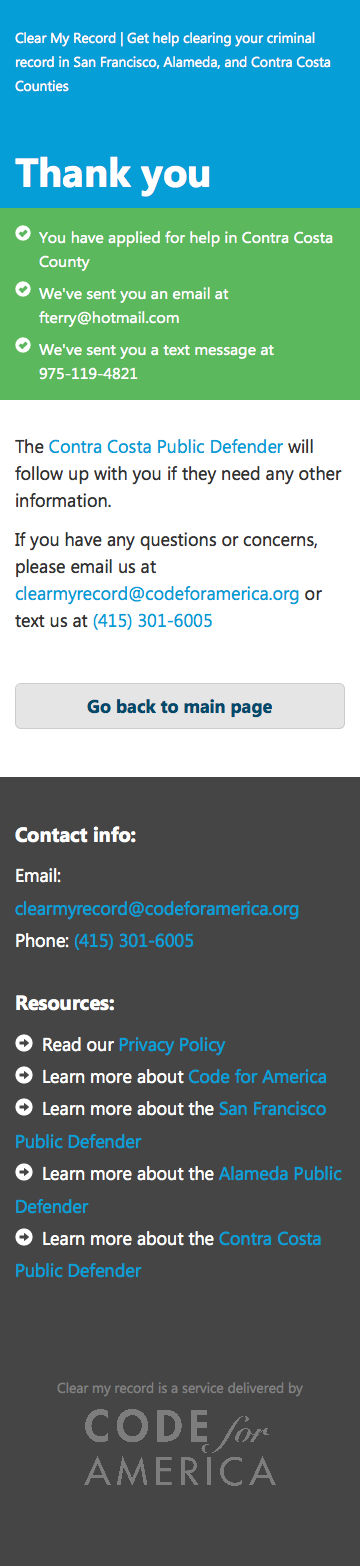 Clear My Record | Get help clearing your criminal
record in San Francisco, Alameda, and Contra Costa
Counties
Thank you
You have applied for help in Contra Costa
County
We've sent you an email at
fterry@hotmail.com
We've sent you a text message at
975-119-4821
The Contra Costa Public Defender will
follow up with you if they need any other
information.
If you have any questions or concerns,
please email us at
clearmyrecord@codeforamerica.org or
text us at (415) 301-6005
Go back to main page
Contact info:
Email:
clearmyrecord@codeforamerica.org
Phone: (415) 301-6005
Resources:
Read our Privacy Policy
Learn more about Code for America
Learn more about the San Francisco
Public Defender
Learn more about the Alameda Public
Defender
Learn more about the Contra Costa
Public Defender
Clear my record is a service delivered by
CODE for
AMERICA